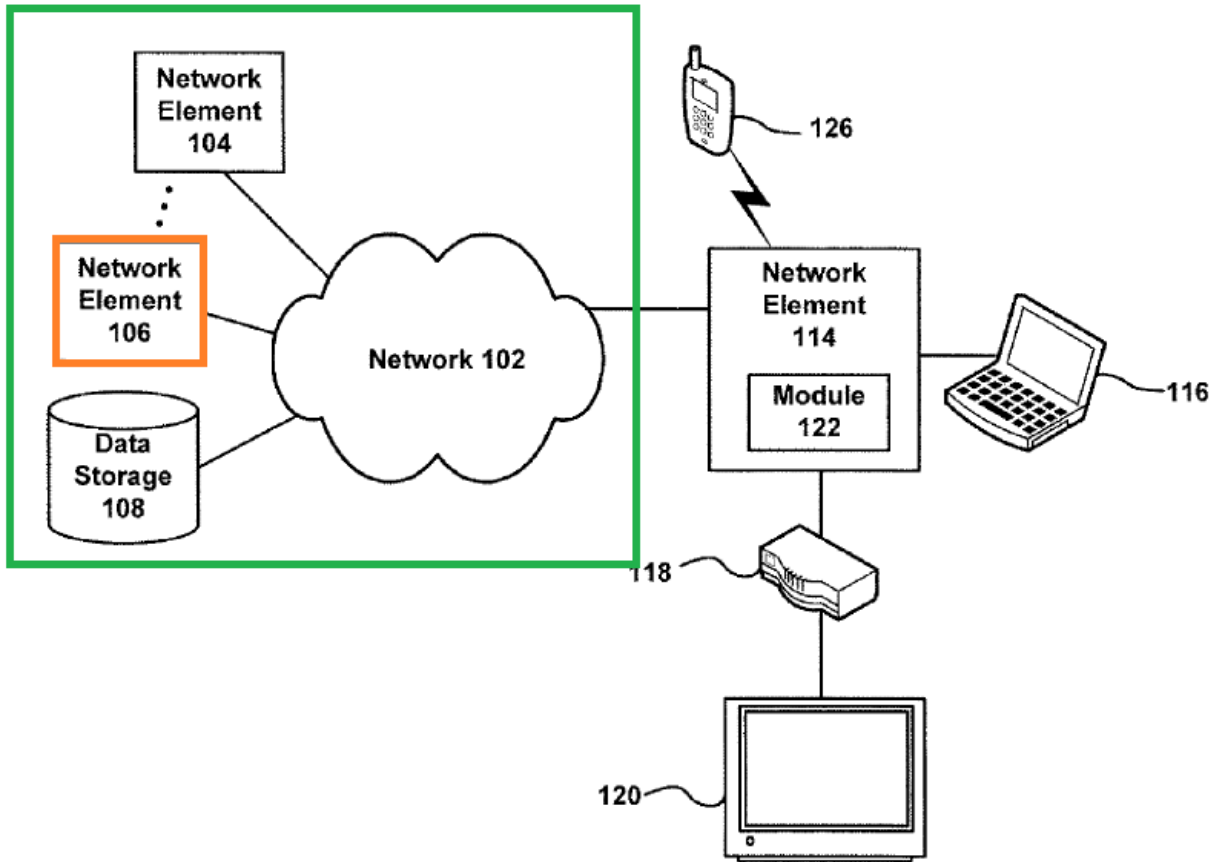 Network
Element
104
Network
Element
106
Data
Storage
108
Network 102
126
Network
Element
114
Module
122
116
118
120